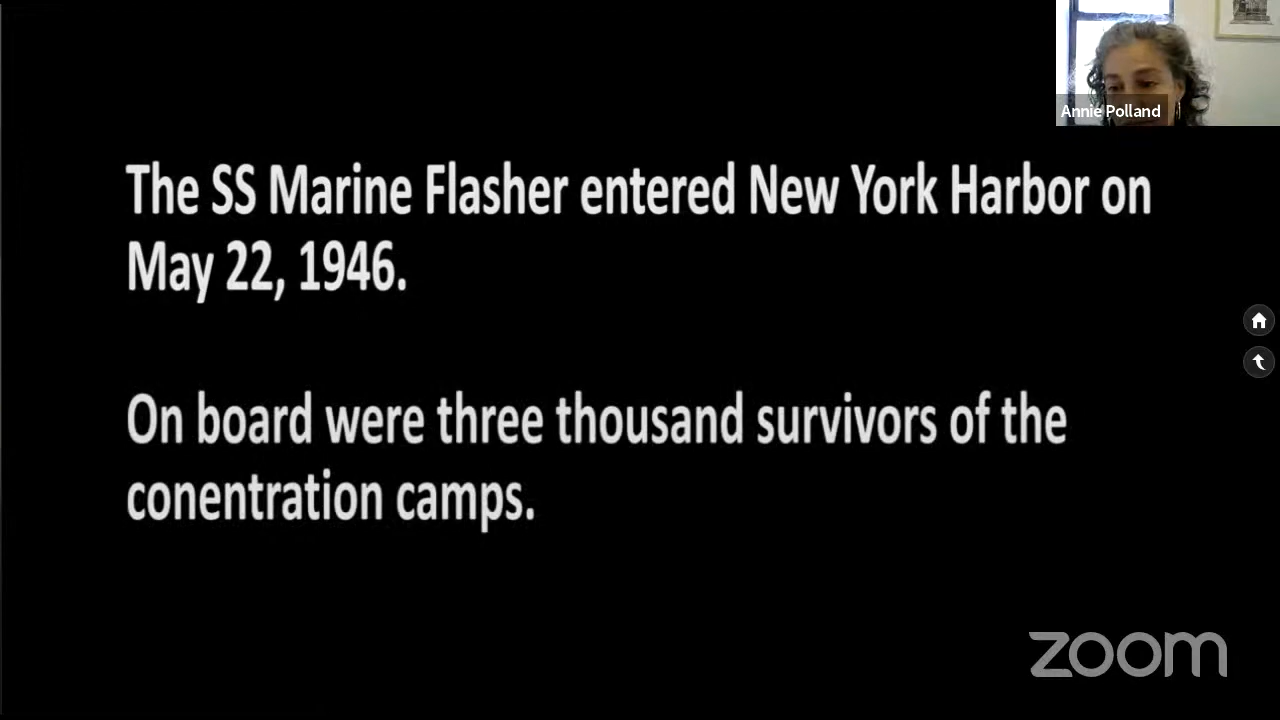 Annie Polland
The SS Marine Flasher entered New York Harbor on
May 22, 1946.
On board were three thousand survivors of the
conentration camps.
zoom